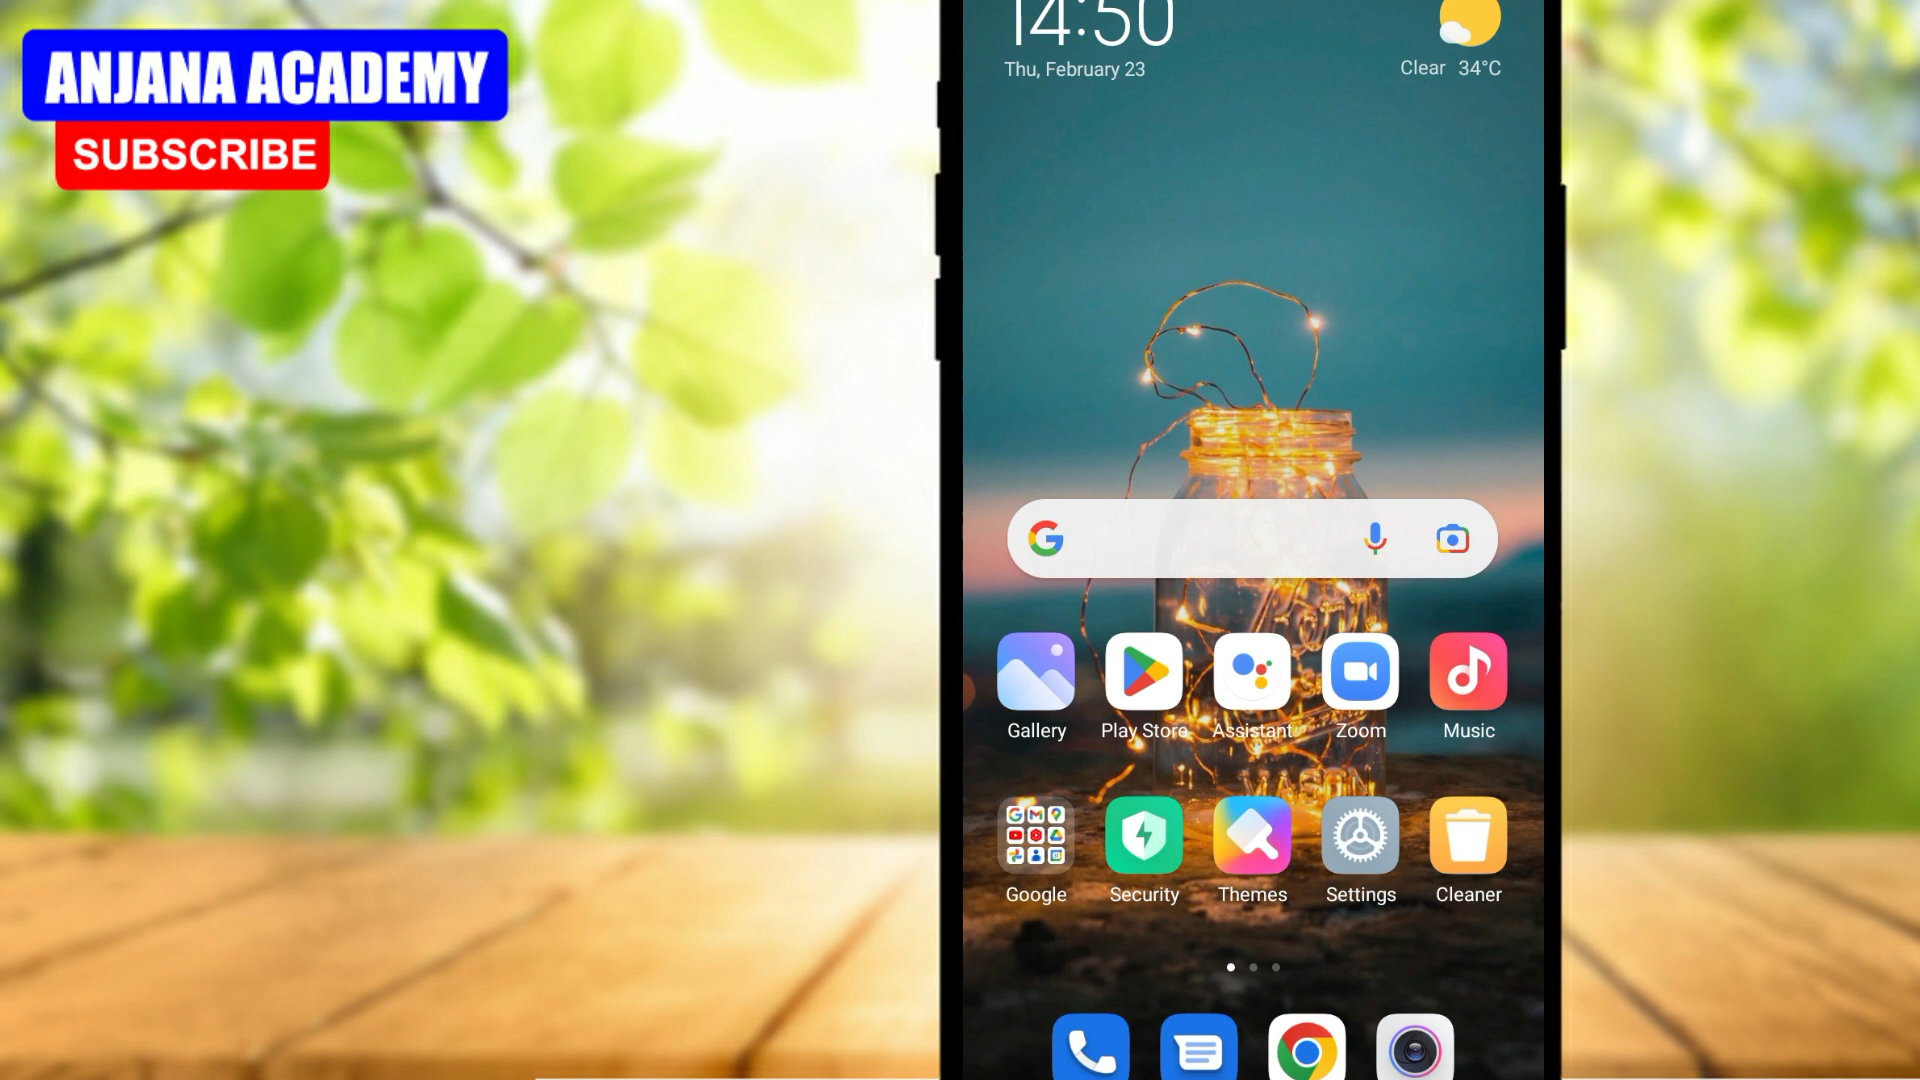 ANJANA ACADEMY
SUBSCRIBE
14:50
Thu, February 23
Clear 34°C
Gallery
Play Store
Assistant
Zoom
Music
MASON
Google
Security
Themes
Settings
Cleaner